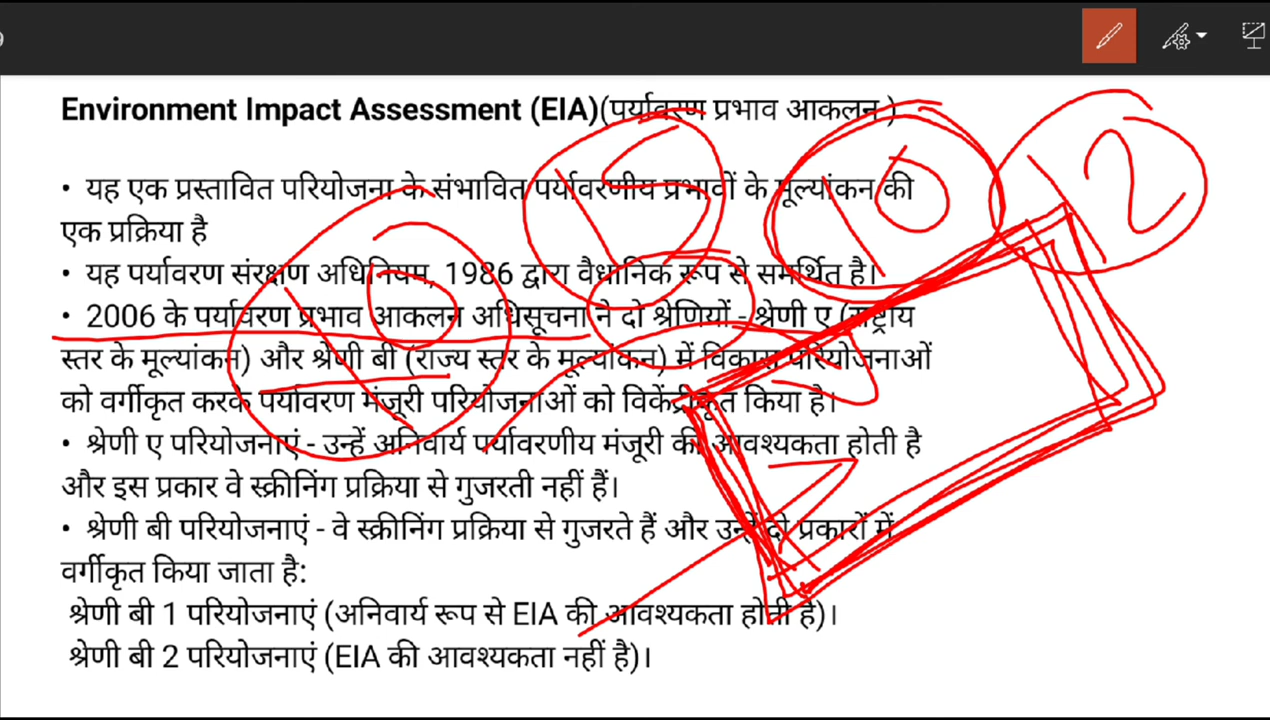 9
Environment Impact Assessment (EIA)(पर्यावरण प्रभाव आकलन )
• यह एक प्रस्तावित परियोजना के संभावित पर्यावरणीय प्रभावों के मूल्यांकन की
एक प्रक्रिया है
• यह पर्यावरण संरक्षण अधिनियम, 1986 द्वारा वैधानिक रूप से समर्थित है।
• 2006 के पर्यावरण प्रभाव आकलन अधिसूचना ने दो श्रेणियों - श्रेणी ए (राष्ट्रीय
स्तर के मूल्यांकन) और श्रेणी बी (राज्य स्तर के मूल्यांकन) में विकास परियोजनाओं
को वर्गीकृत करके पर्यावरण मंजूरी परियोजनाओं को विकेंद्रीकृत किया है।
• श्रेणी ए परियोजनाएं - उन्हें अनिवार्य पर्यावरणीय मंजूरी की आवश्यकता होती है
और इस प्रकार वे स्क्रीनिंग प्रक्रिया से गुजरती नहीं हैं।
• श्रेणी बी परियोजनाएं - वे स्क्रीनिंग प्रक्रिया से गुजरते हैं और उन्हें दो प्रकारों में
वर्गीकृत किया जाता है:
श्रेणी बी 1 परियोजनाएं (अनिवार्य रूप से EIA की आवश्यकता होती है)।
श्रेणी बी 2 परियोजनाएं (EIA की आवश्यकता नहीं है)।
15
10
12